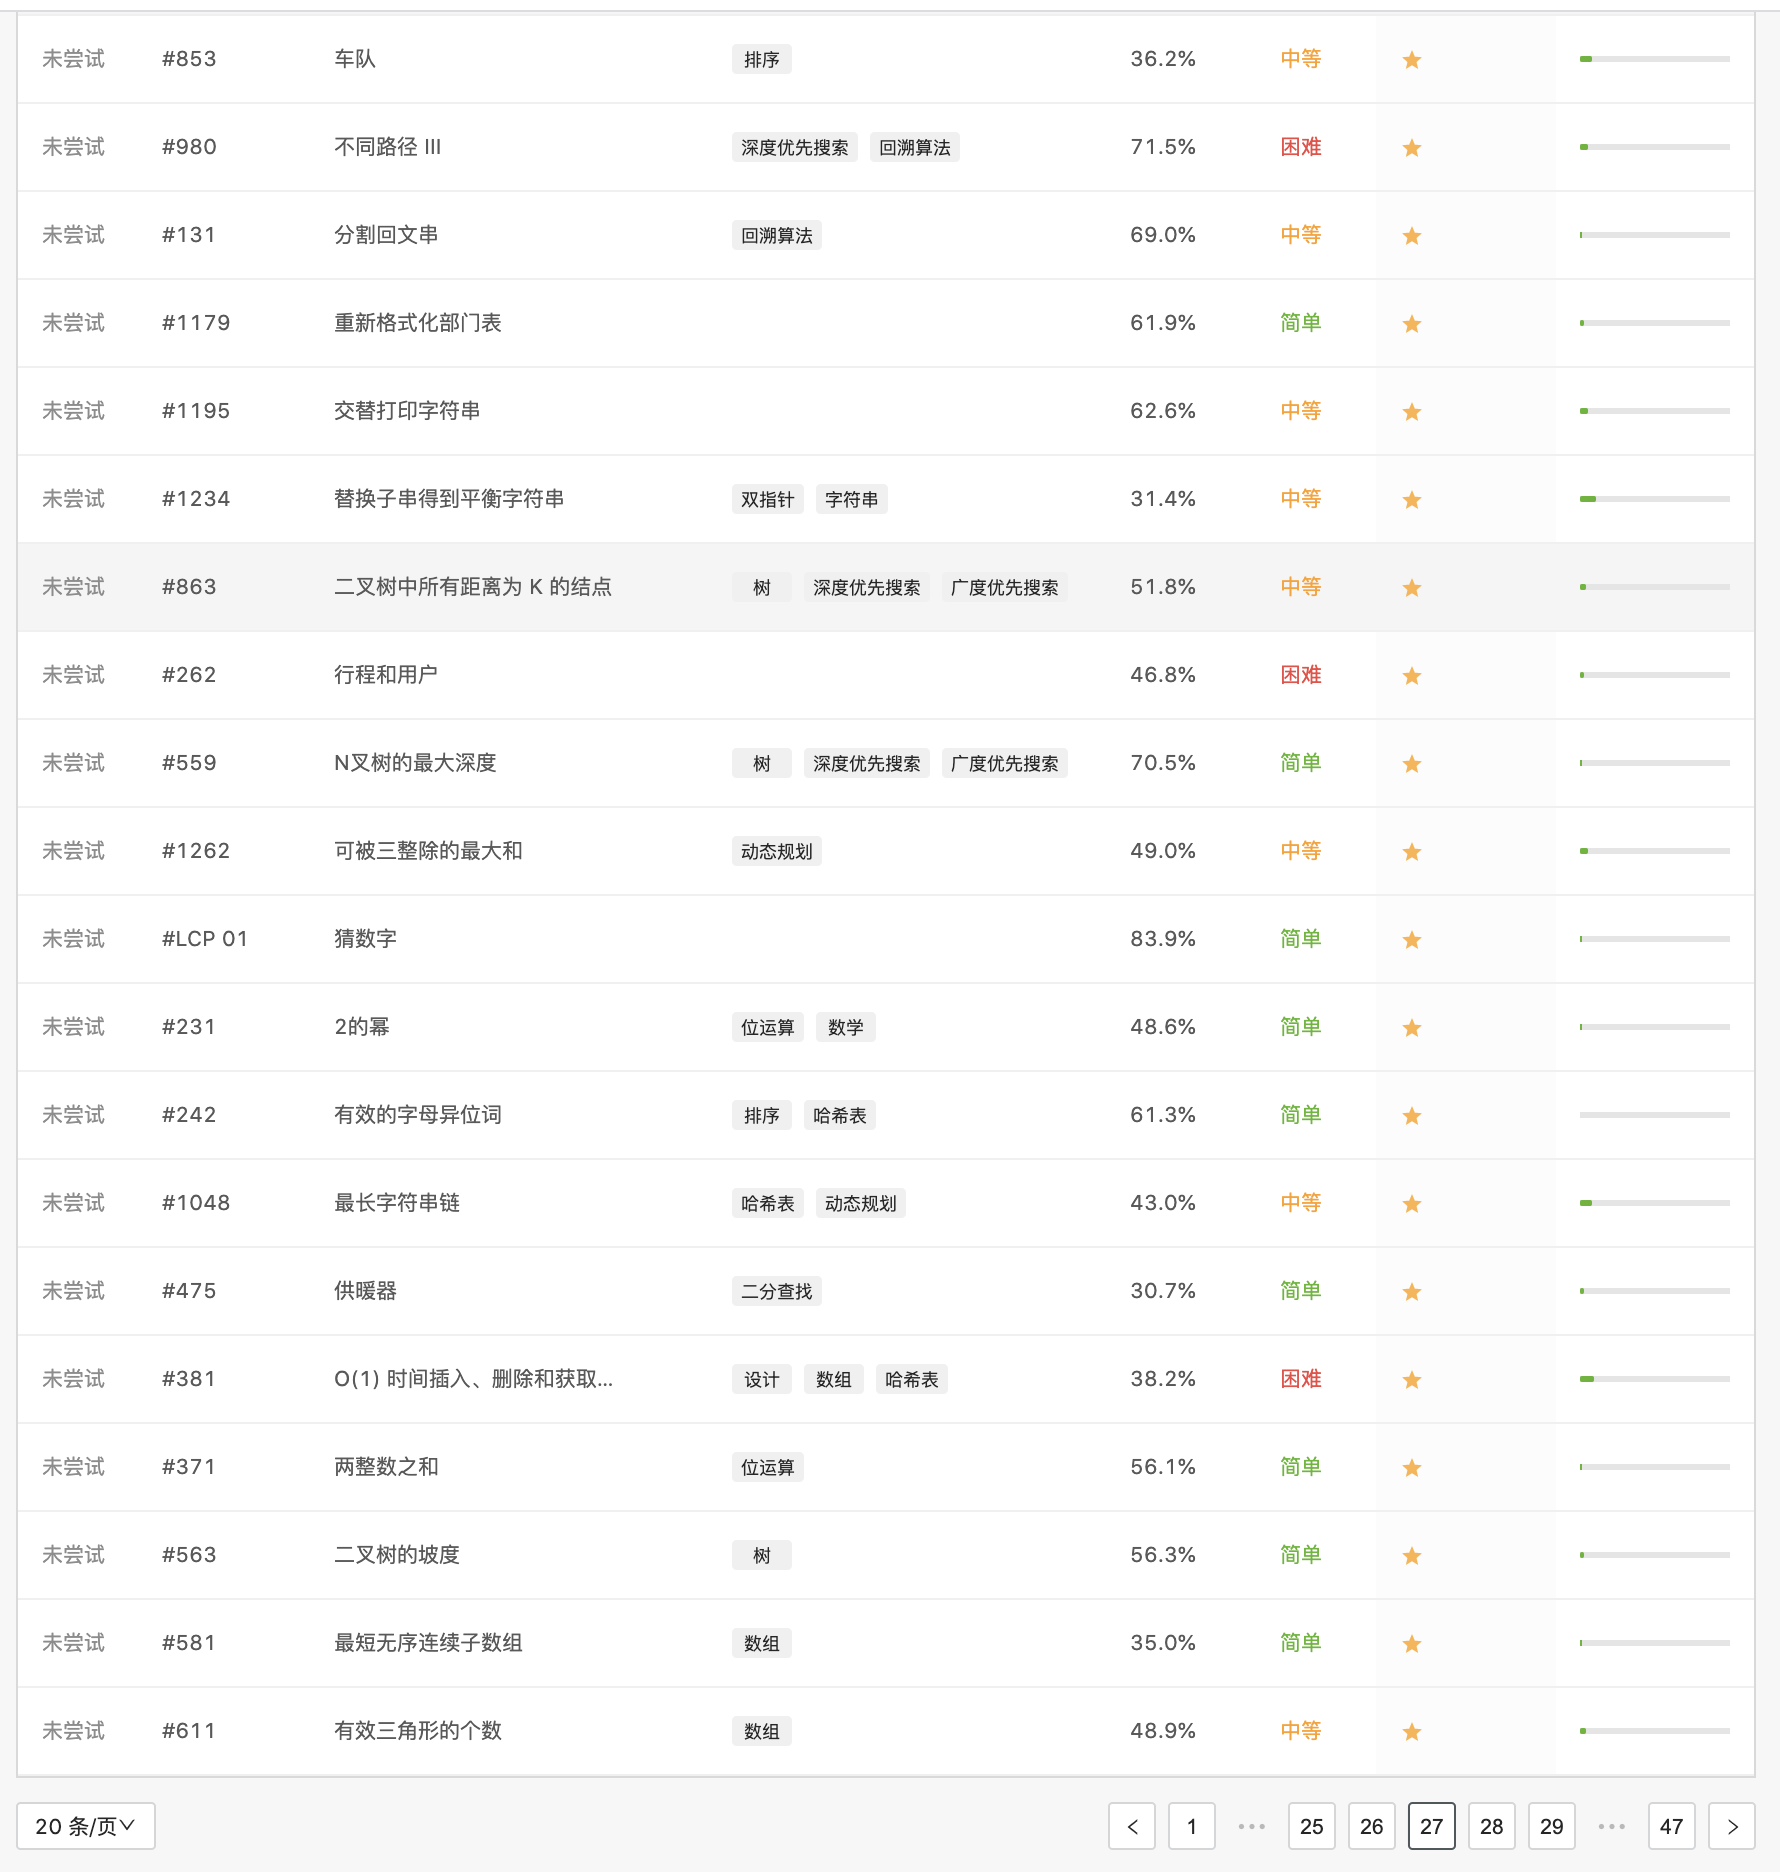 未尝试 #853 车队 排序 36.2% 中等
未尝试 #980 不同路径 III 深度优先搜索 回溯算法 71.5% 困难
未尝试 #131 分割回文串 回溯算法 69.0% 中等
未尝试 #1179 重新格式化部门表 61.9% 简单
未尝试 #1195 交替打印字符串 62.6% 中等
未尝试 #1234 替换子串得到平衡字符串 双指针 字符串 31.4% 中等
未尝试 #863 二叉树中所有距离为 K 的结点 树 深度优先搜索 广度优先搜索 51.8% 中等
未尝试 #262 行程和用户 46.8% 困难
未尝试 #559 N叉树的最大深度 树 深度优先搜索 广度优先搜索 70.5% 简单
未尝试 #1262 可被三整除的最大和 动态规划 49.0% 中等
未尝试 #LCP 01 猜数字 83.9% 简单
未尝试 #231 2的幂 位运算 数学 48.6% 简单
未尝试 #242 有效的字母异位词 排序 哈希表 61.3% 简单
未尝试 #1048 最长字符串链 哈希表 动态规划 43.0% 中等
未尝试 #475 供暖器 二分查找 30.7% 简单
未尝试 #381 O(1) 时间插入、删除和获取... 设计 数组 哈希表 38.2% 困难
未尝试 #371 两整数之和 位运算 56.1% 简单
未尝试 #563 二叉树的坡度 树 56.3% 简单
未尝试 #581 最短无序连续子数组 数组 35.0% 简单
未尝试 #611 有效三角形的个数 数组 48.9% 中等
20 条/页 < 1 ••• 25 26 27 28 29 ••• 47 >